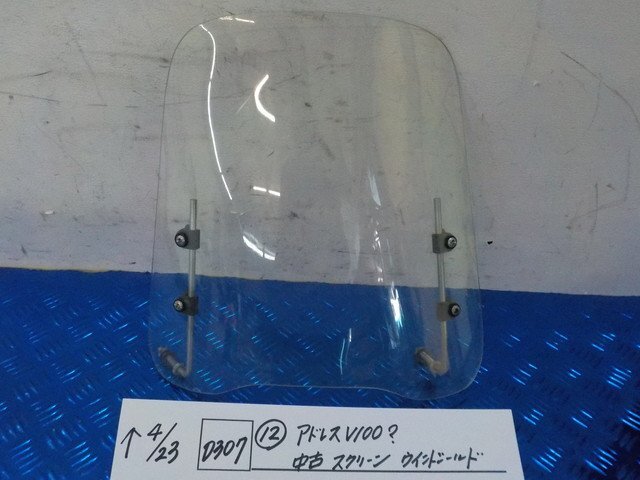 ↑ 4/23 D307 ⑫ アドレスV100?
中古 スクリーン ウインドシールド